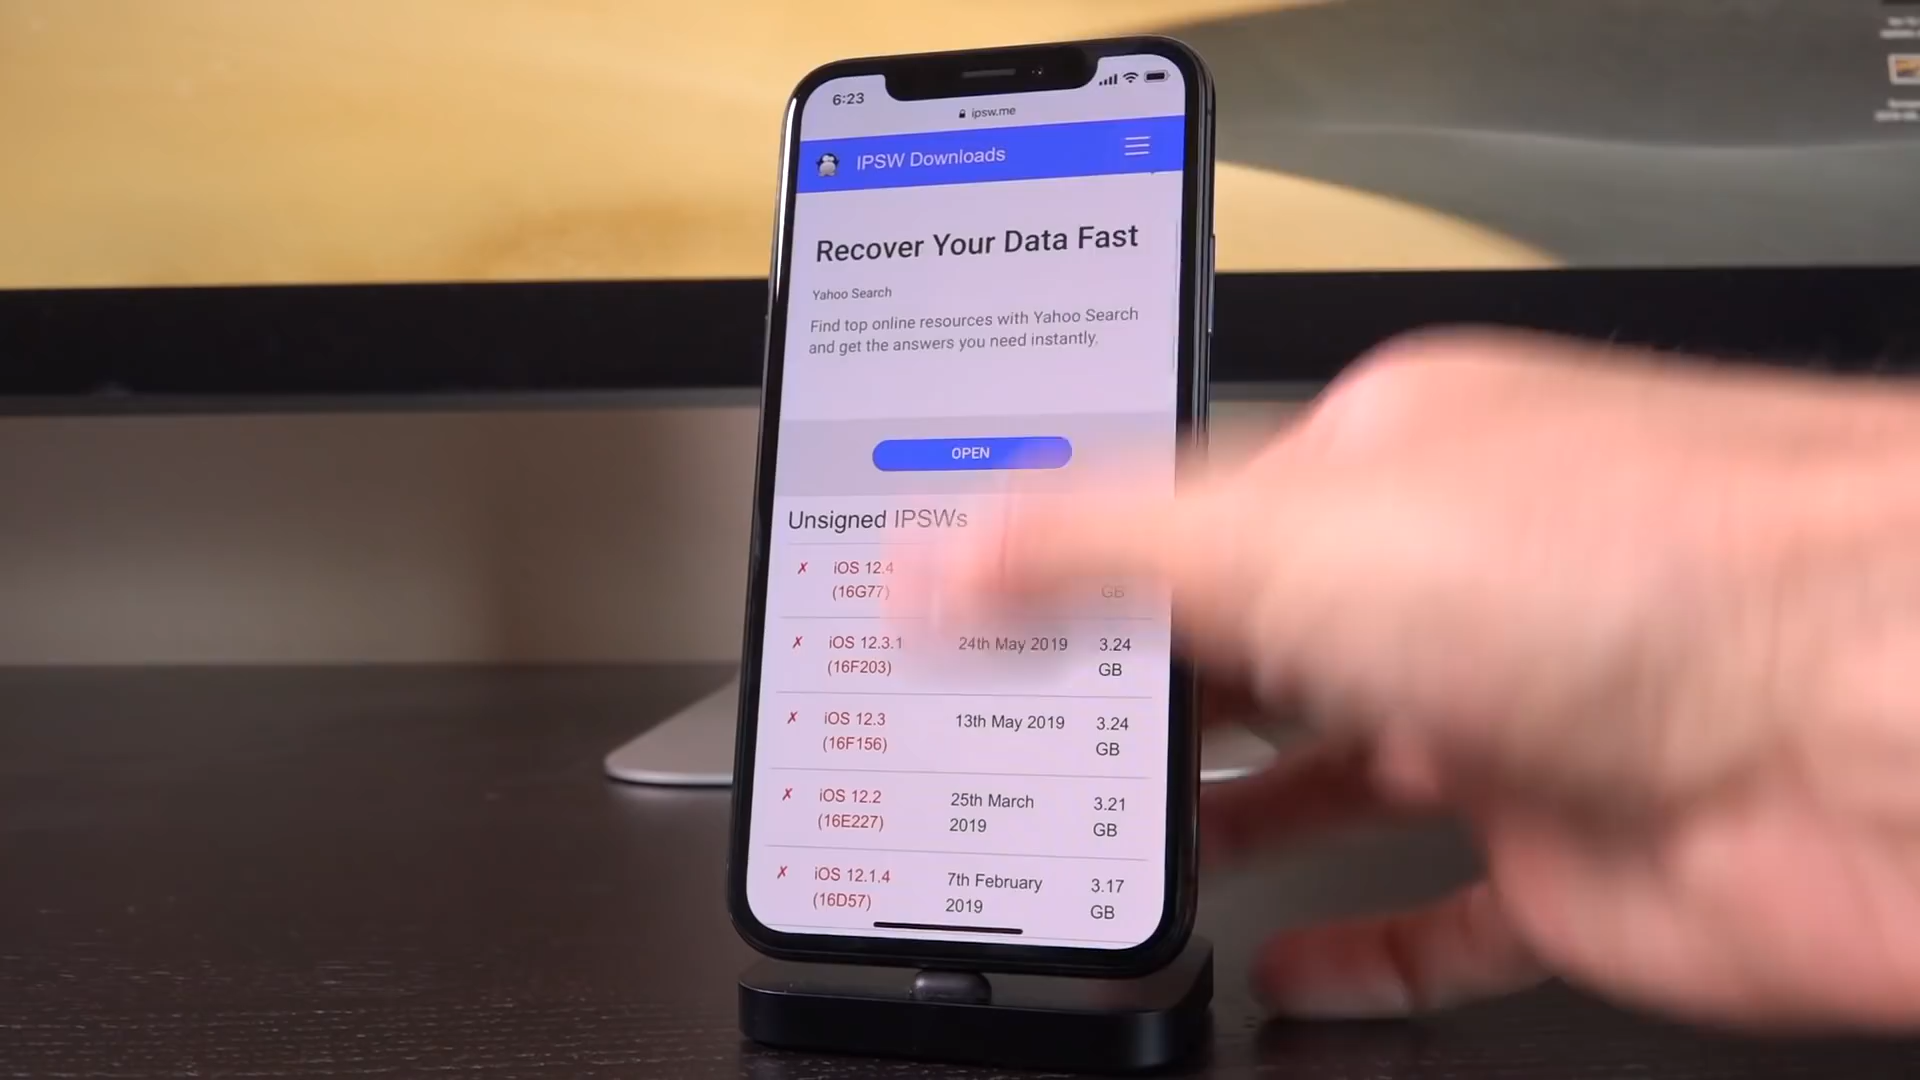 6:23
ipsw.me
IPSW Downloads
Recover Your Data Fast
Yahoo Search
Find top online resources with Yahoo Search
and get the answers you need instantly.
OPEN
Unsigned IPSWs
✗ iOS 12.4
(16G77) GB
✗ iOS 12.3.1 24th May 2019 3.24
(16F203) GB
✗ iOS 12.3 13th May 2019 3.24
(16F156) GB
✗ iOS 12.2 25th March 3.21
(16E227) 2019 GB
✗ iOS 12.1.4 7th February 3.17
(16D57) 2019 GB